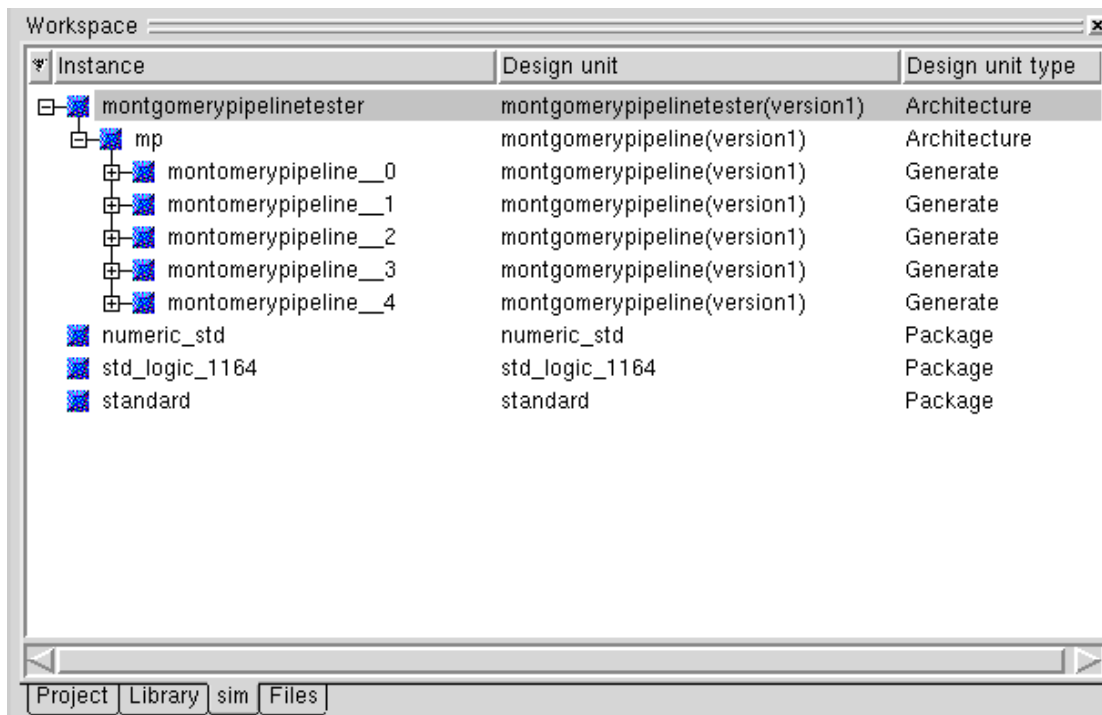 Workspace
Instance Design unit Design unit type
montgomerypipelinetester montgomerypipelinetester(version1) Architecture
mp montgomerypipeline(version1) Architecture
montomerypipeline__0 montgomerypipeline(version1) Generate
montomerypipeline__1 montgomerypipeline(version1) Generate
montomerypipeline__2 montgomerypipeline(version1) Generate
montomerypipeline__3 montgomerypipeline(version1) Generate
montomerypipeline__4 montgomerypipeline(version1) Generate
numeric_std numeric_std Package
std_logic_1164 std_logic_1164 Package
standard standard Package
Project Library sim Files